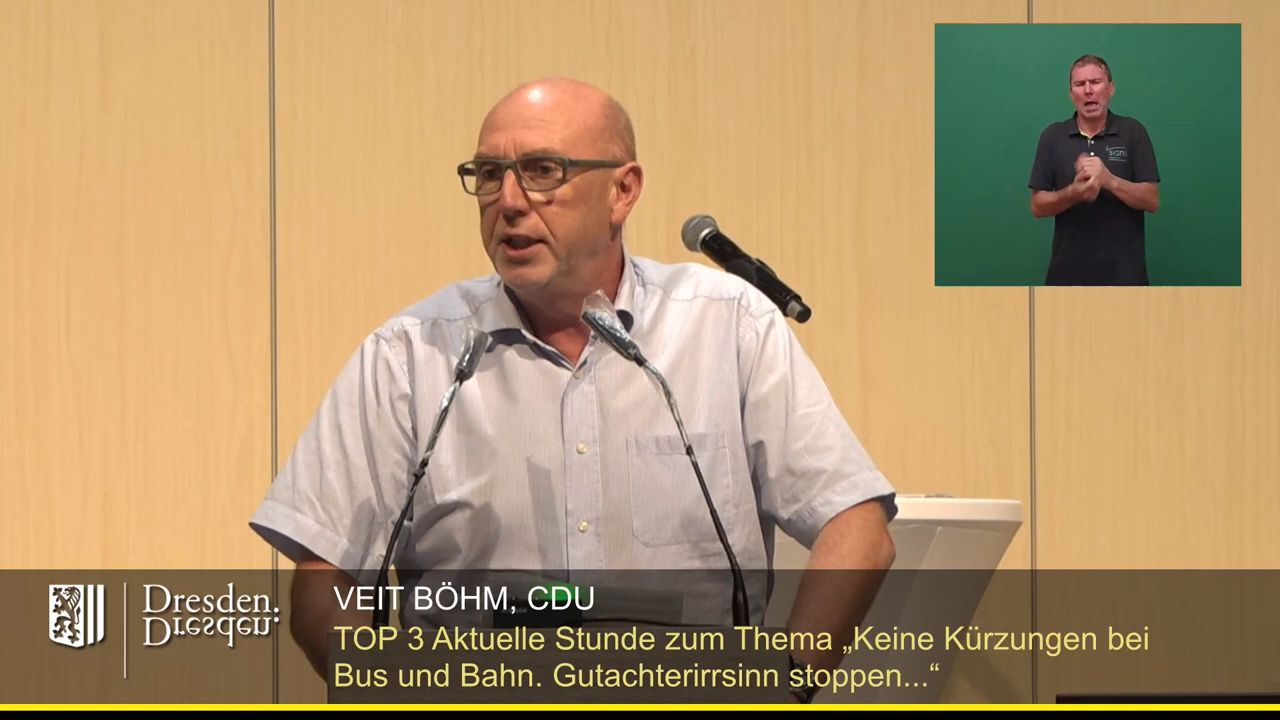 sign
Dresden.
Dresden.
VEIT BÖHM, CDU
TOP 3 Aktuelle Stunde zum Thema „Keine Kürzungen bei
Bus und Bahn. Gutachterirrsinn stoppen...“